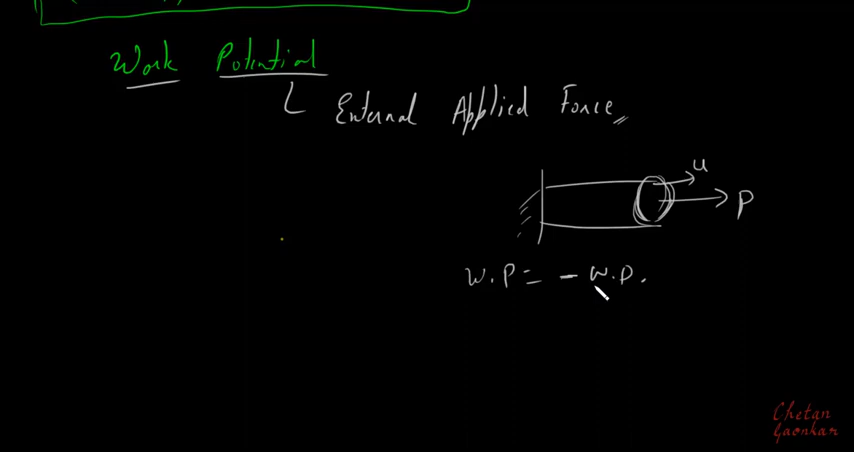 Work Potential
External Applied Force
u
P
W.P = - W.D.
Chetan
Gaonkar